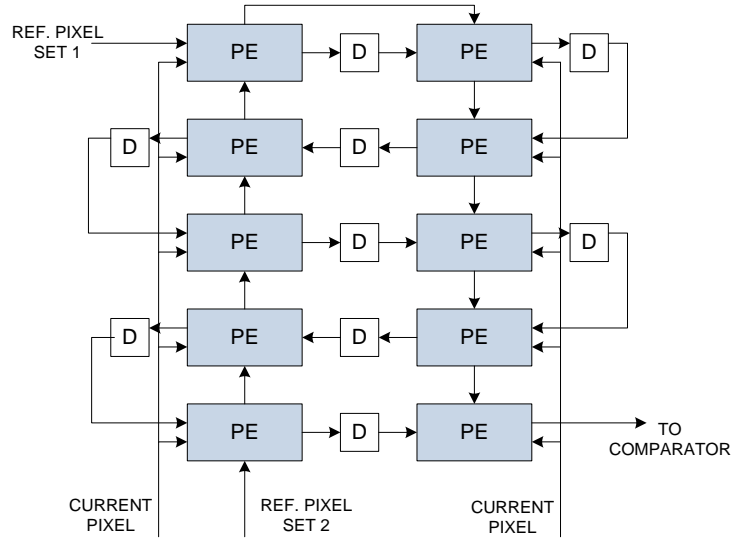 REF. PIXEL
SET 1
PE
D
PE
D
D
PE
D
PE
PE
D
PE
D
D
PE
D
PE
PE
D
PE
TO
COMPARATOR
CURRENT
PIXEL
REF. PIXEL
SET 2
CURRENT
PIXEL